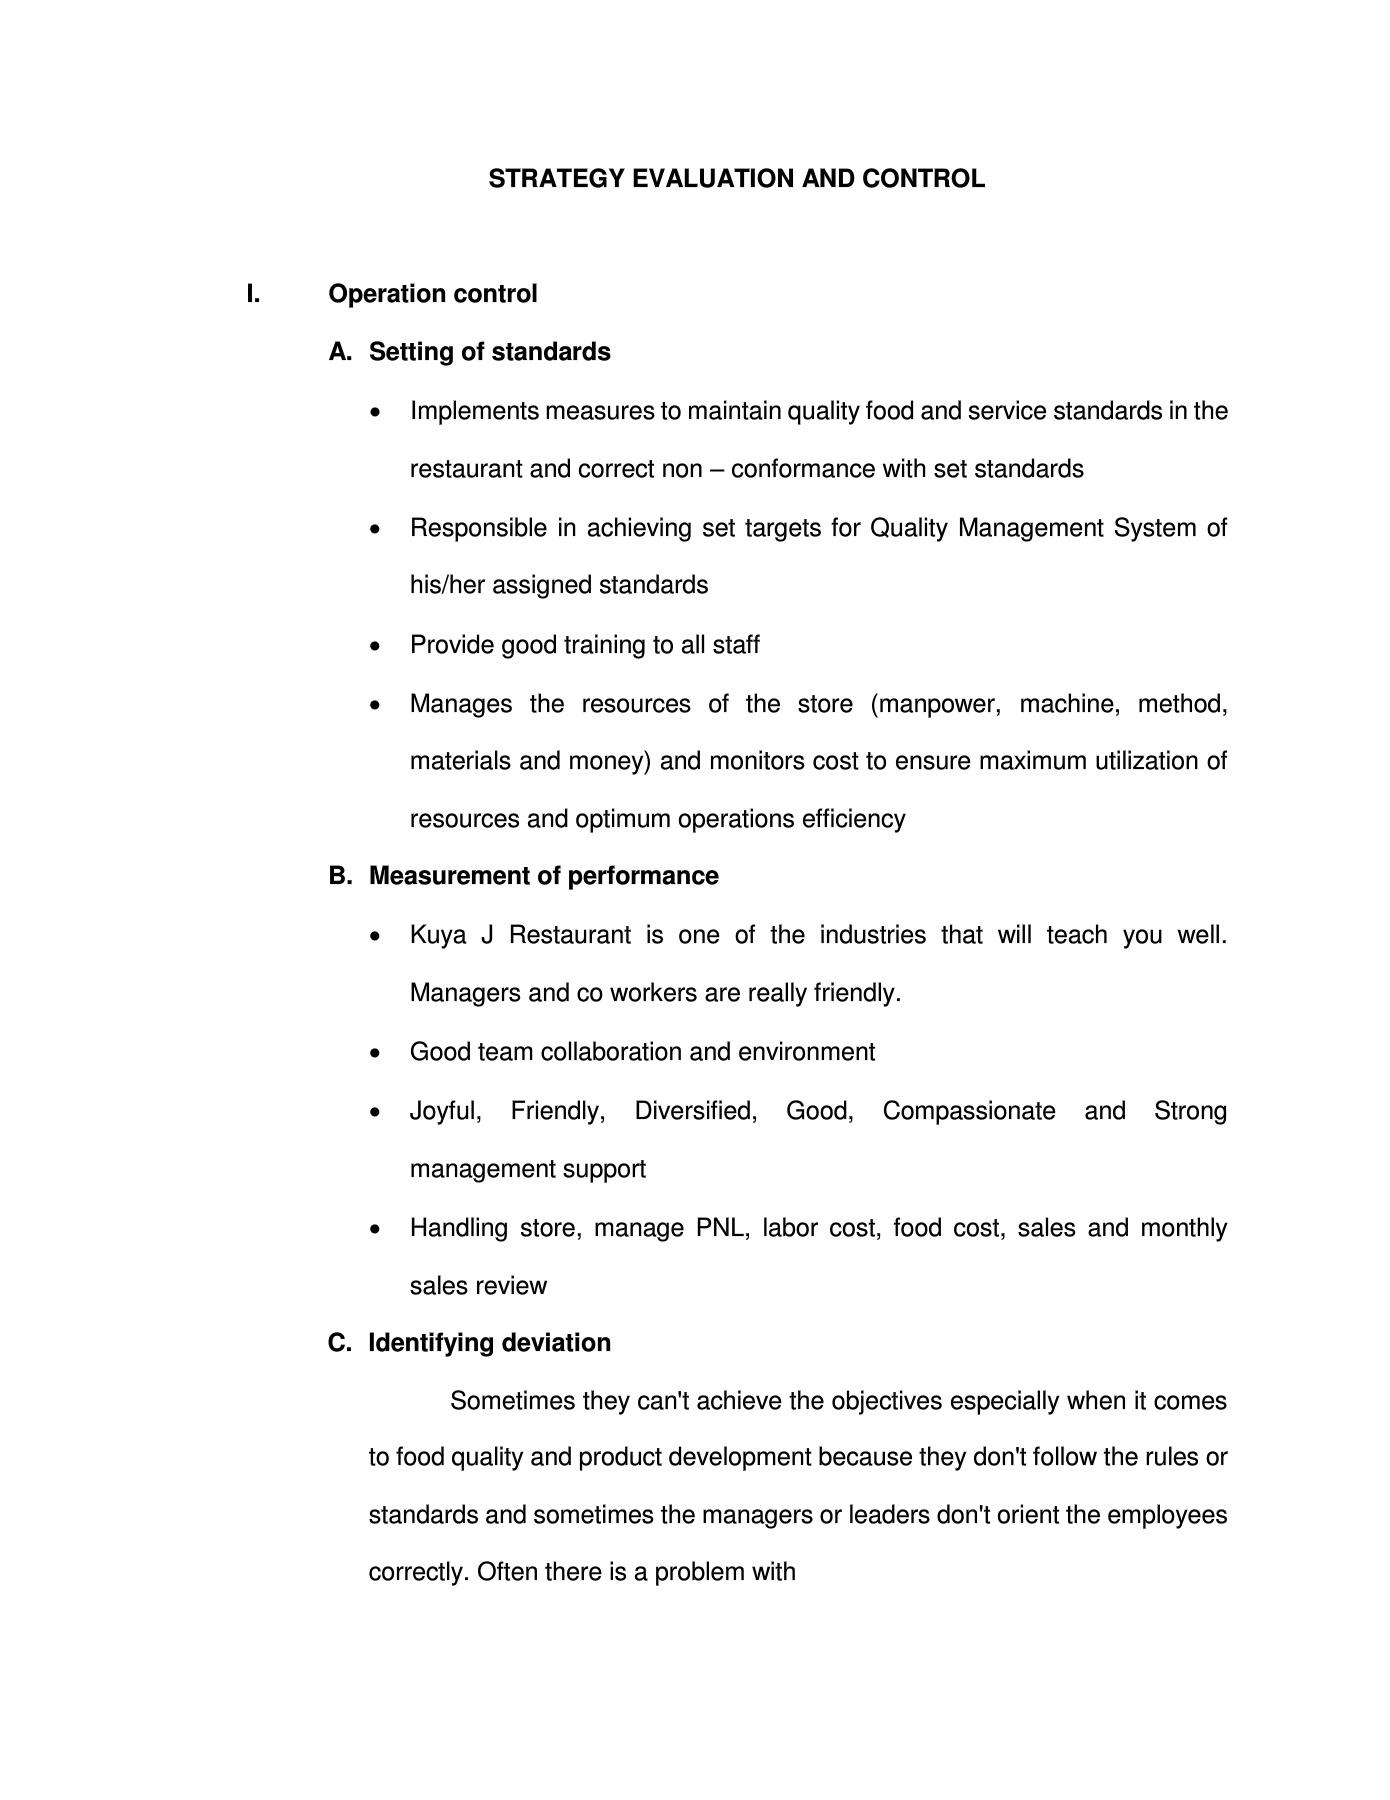 STRATEGY EVALUATION AND CONTROL
I. Operation control
A. Setting of standards
• Implements measures to maintain quality food and service standards in the
restaurant and correct non – conformance with set standards
• Responsible in achieving set targets for Quality Management System of
his/her assigned standards
• Provide good training to all staff
• Manages the resources of the store (manpower, machine, method,
materials and money) and monitors cost to ensure maximum utilization of
resources and optimum operations efficiency
B. Measurement of performance
• Kuya J Restaurant is one of the industries that will teach you well.
Managers and co workers are really friendly.
• Good team collaboration and environment
• Joyful, Friendly, Diversified, Good, Compassionate and Strong
management support
• Handling store, manage PNL, labor cost, food cost, sales and monthly
sales review
C. Identifying deviation
Sometimes they can't achieve the objectives especially when it comes
to food quality and product development because they don't follow the rules or
standards and sometimes the managers or leaders don't orient the employees
correctly. Often there is a problem with